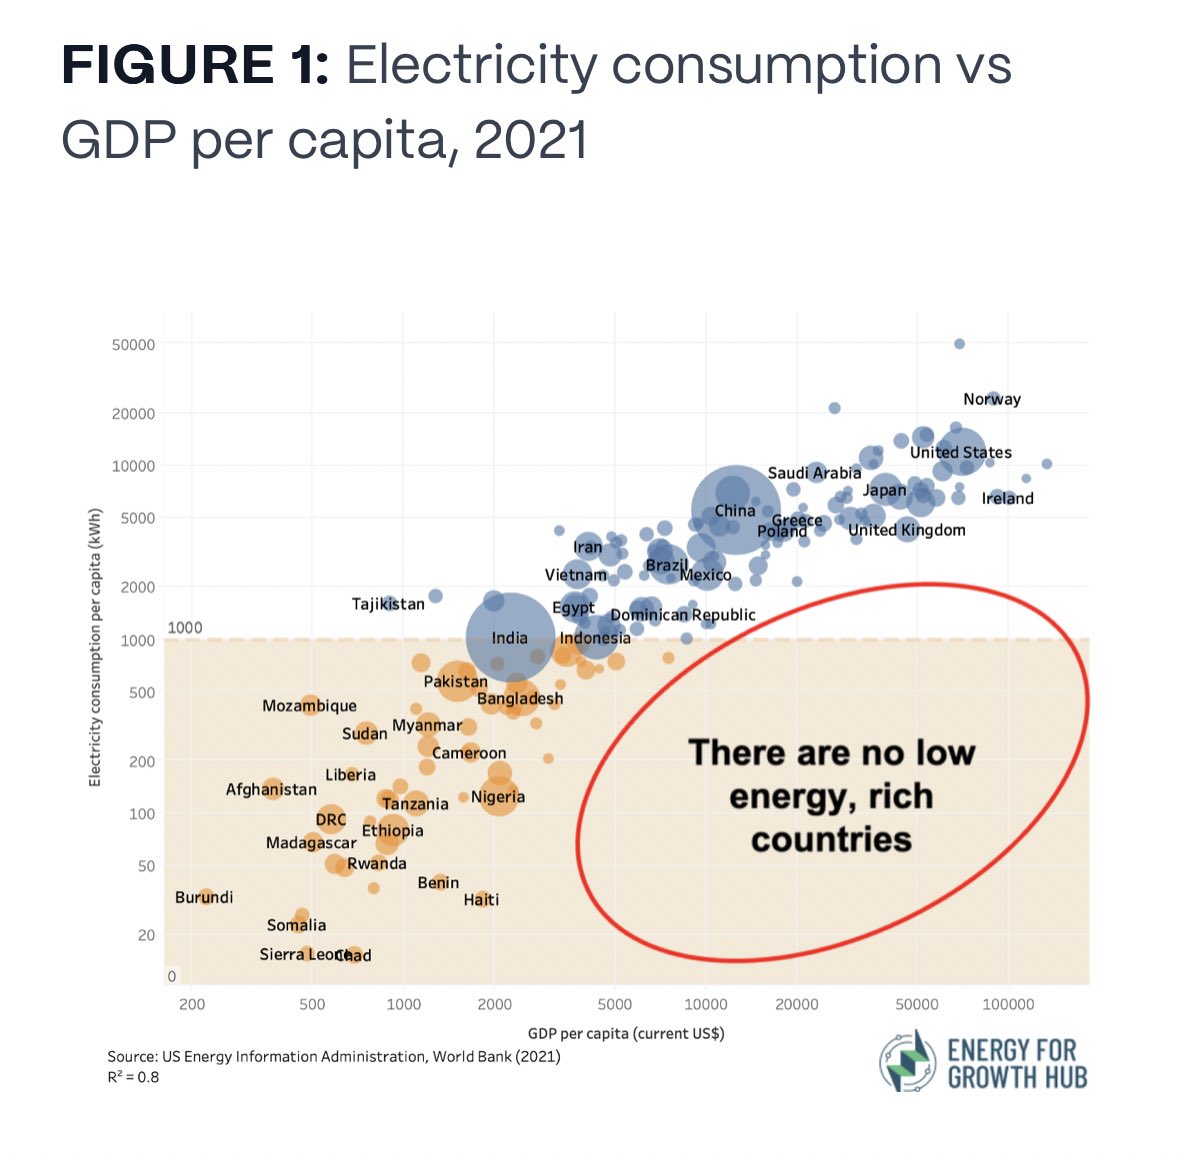 FIGURE 1: Electricity consumption vs
GDP per capita, 2021
50000
Norway
20000
United States
10000
Saudi Arabia
Japan
Ireland
5000
China
Greece
Poland
United Kingdom
Iran
Brazil
Vietnam
Mexico
2000
Tajikistan
Egypt
Dominican Republic
1000
1000
India
Indonesia
Pakistan
500
Bangladesh
Mozambique
Myanmar
Sudan
Cameroon
200
Liberia
Afghanistan
Nigeria
Tanzania
100
DRC
Ethiopia
Madagascar
50
Rwanda
Benin
Burundi
Haiti
20
Somalia
Sierra Leone
Chad
0
There are no low
energy, rich
countries
Electricity consumption per capita (kWh)
200 500 1000 2000 5000 10000 20000 50000 100000
GDP per capita (current US$)
Source: US Energy Information Administration, World Bank (2021)
R² = 0.8
ENERGY FOR
GROWTH HUB